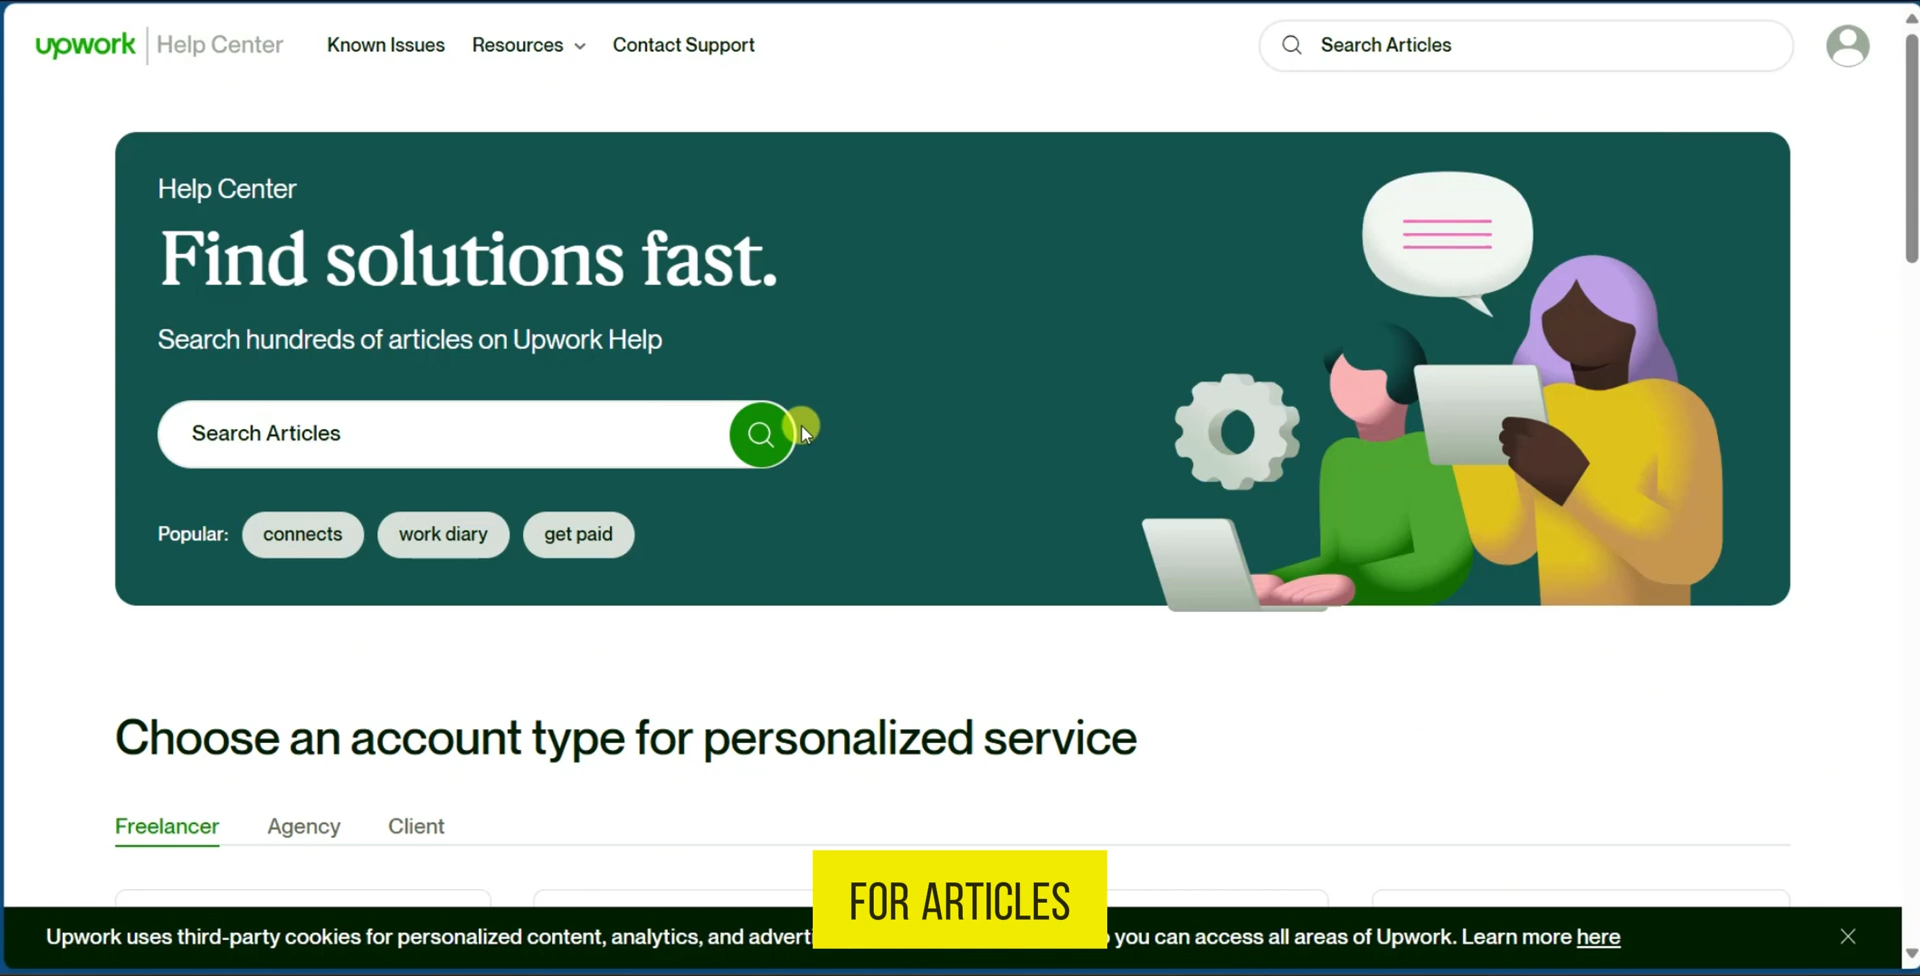 upwork Help Center Known Issues Resources Contact Support Search Articles
Help Center
Find solutions fast.
Search hundreds of articles on Upwork Help
Search Articles
Popular: connects work diary get paid
Choose an account type for personalized service
Freelancer Agency Client
FOR ARTICLES
Upwork uses third-party cookies for personalized content, analytics, and you can access all areas of Upwork. Learn more here